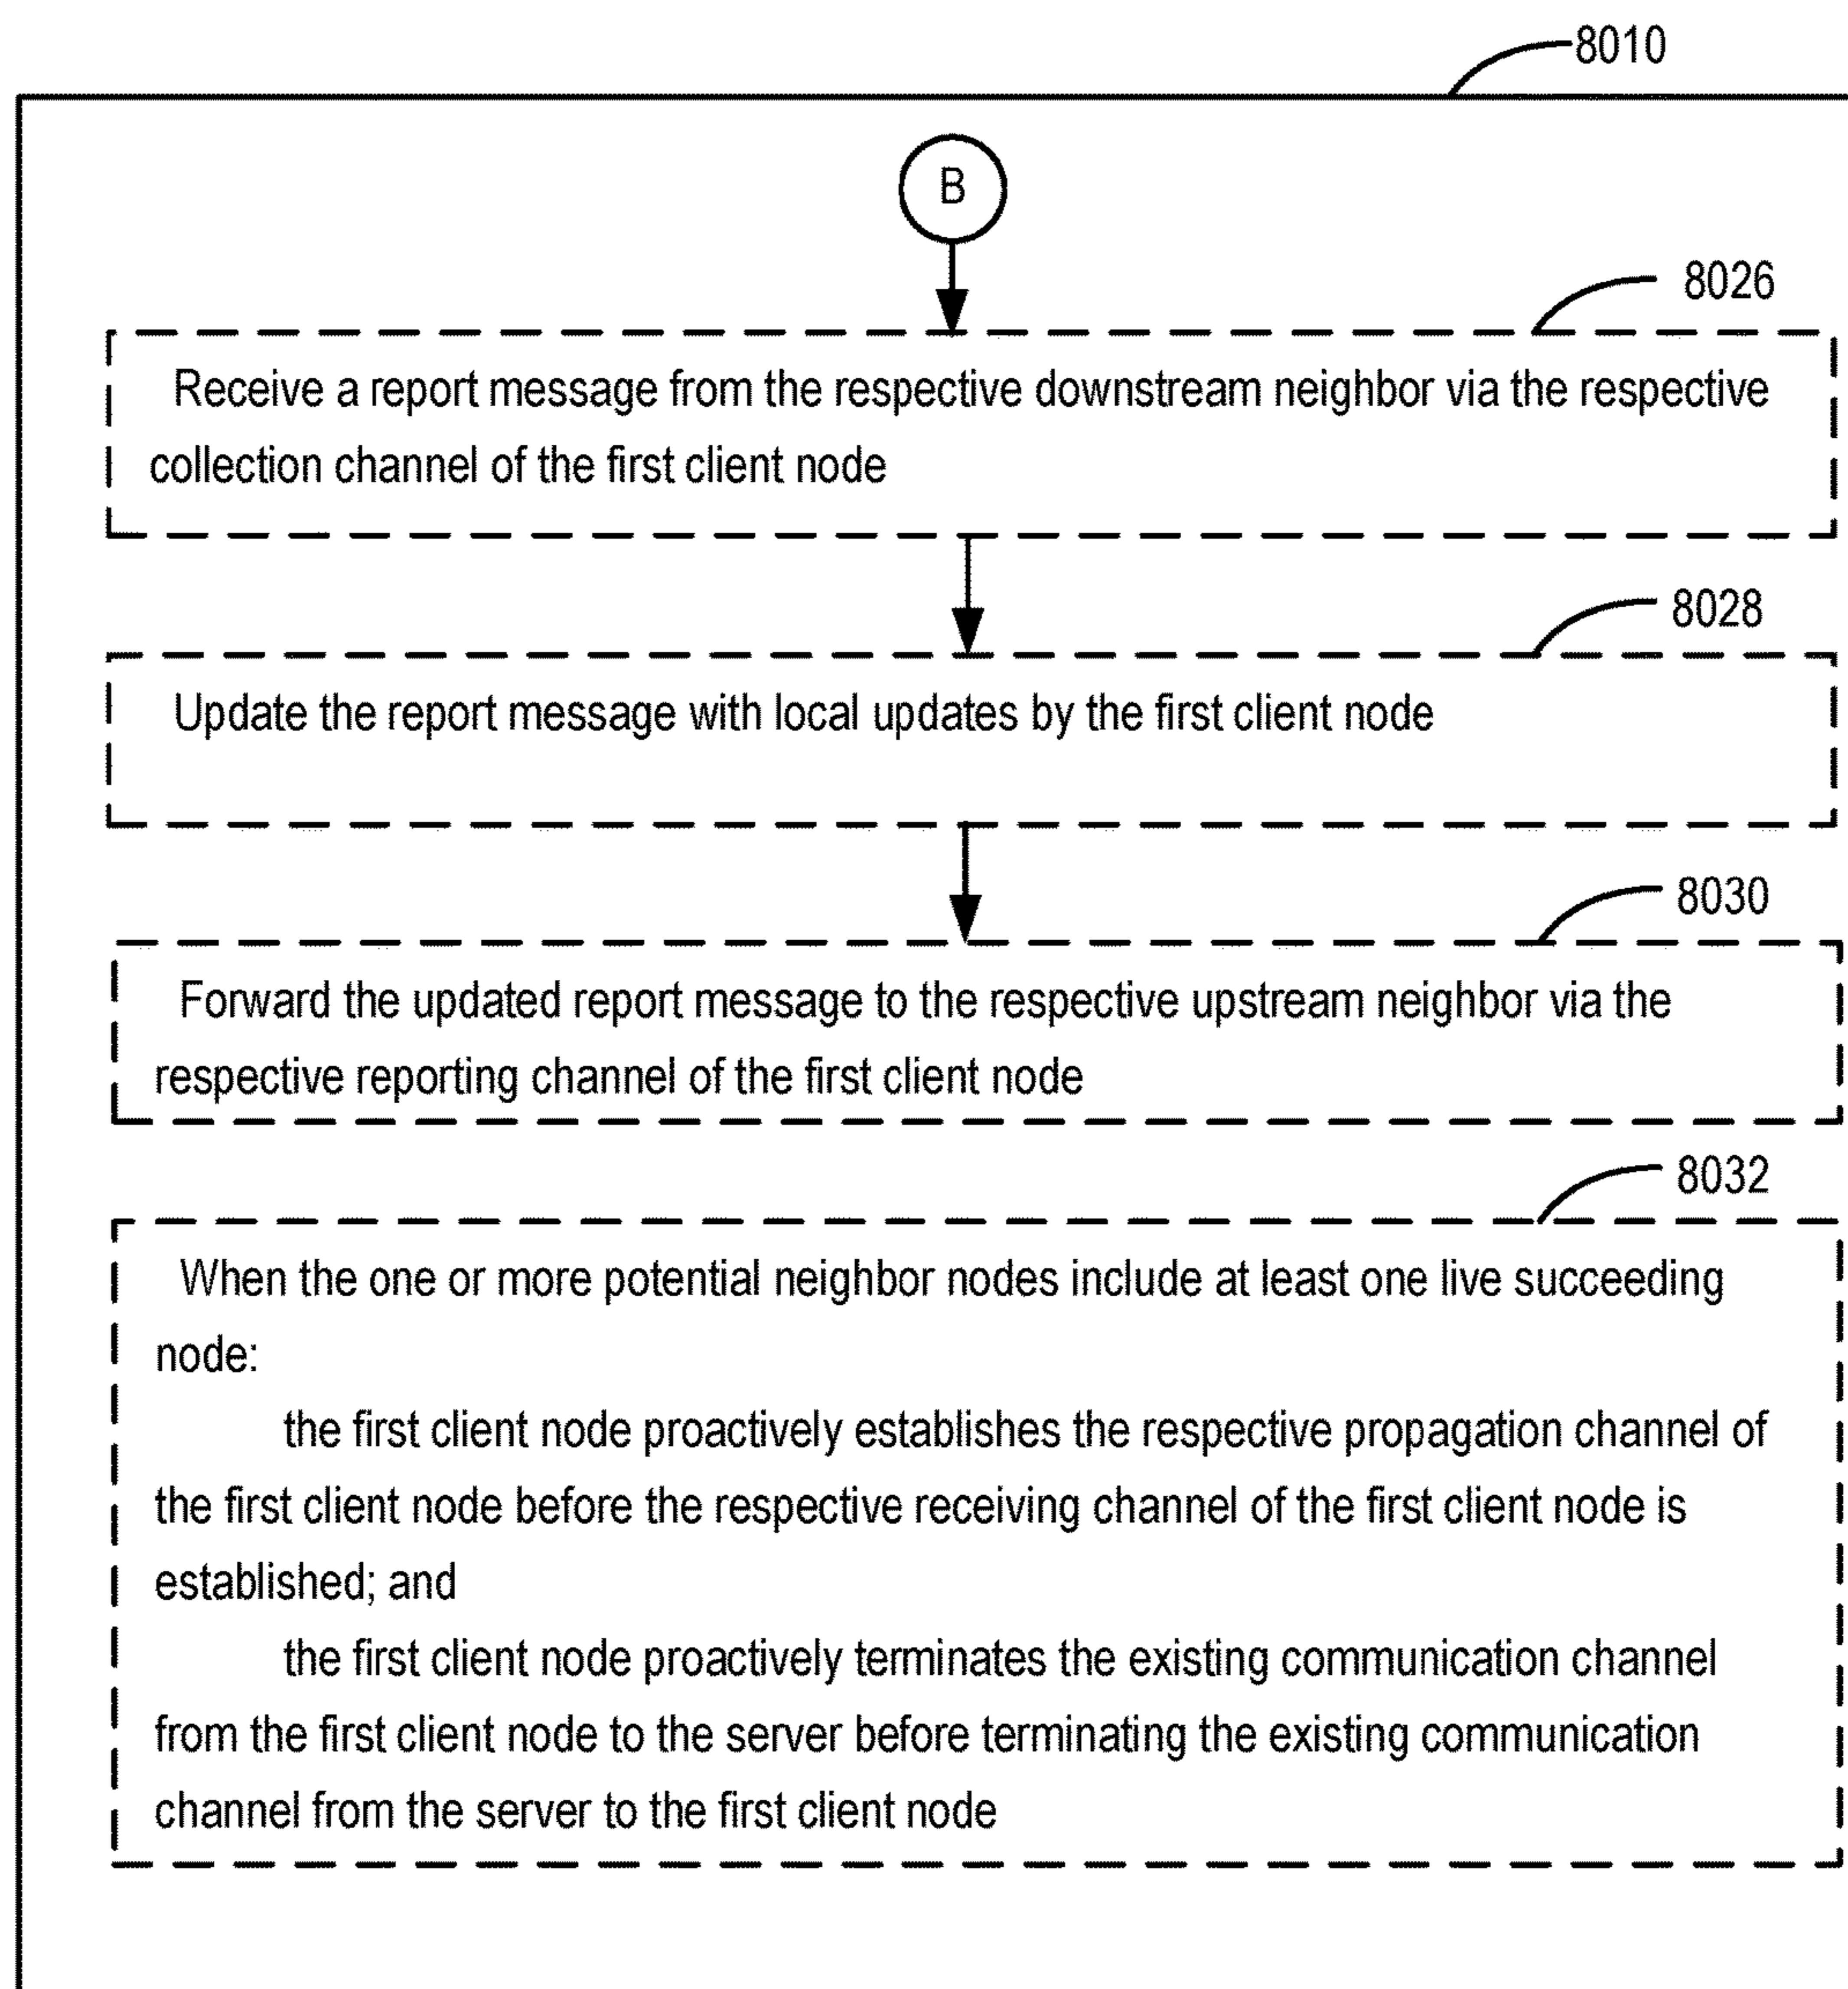 8010
B
8026
Receive a report message from the respective downstream neighbor via the respective
collection channel of the first client node
8028
Update the report message with local updates by the first client node
8030
Forward the updated report message to the respective upstream neighbor via the
respective reporting channel of the first client node
8032
When the one or more potential neighbor nodes include at least one live succeeding
node:
the first client node proactively establishes the respective propagation channel of
the first client node before the respective receiving channel of the first client node is
established; and
the first client node proactively terminates the existing communication channel
from the first client node to the server before terminating the existing communication
channel from the server to the first client node